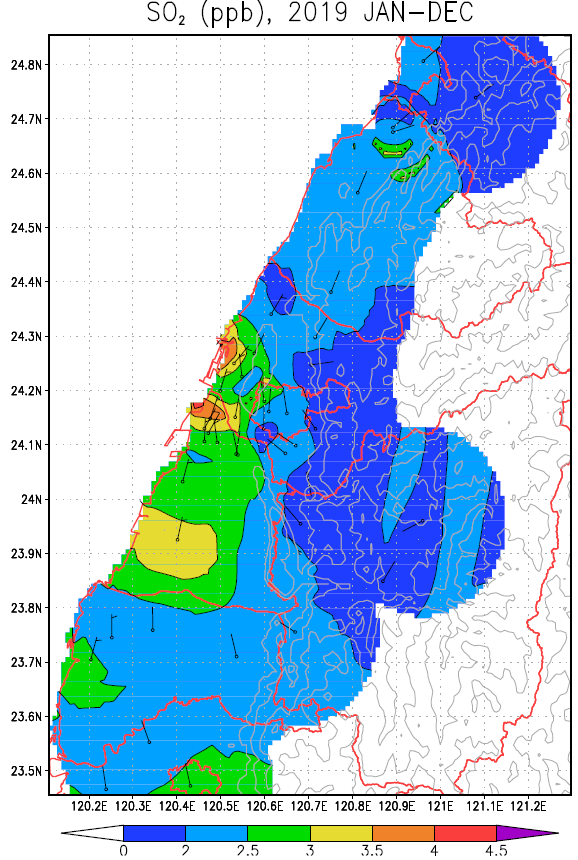 SO₂ (ppb), 2019 JAN−DEC
24.8N
24.7N
24.6N
24.5N
24.4N
24.3N
24.2N
24.1N
24N
23.9N
23.8N
23.7N
23.6N
23.5N
120.2E 120.3E 120.4E 120.5E 120.6E 120.7E 120.8E 120.9E 121E 121.1E 121.2E
0 2 2.5 3 3.5 4 4.5